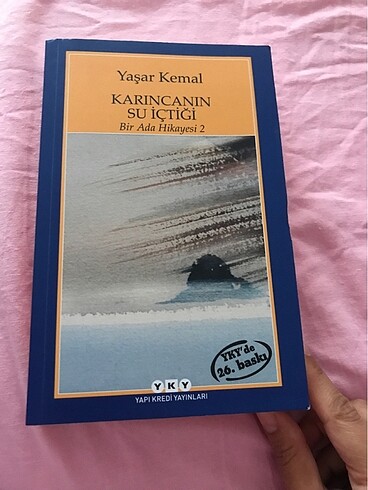 Yaşar Kemal
KARINCANIN
SU İÇTİĞİ
Bir Ada Hikayesi 2
YKY'de
26. baskı
YKY
YAPI KREDİ YAYINLARI